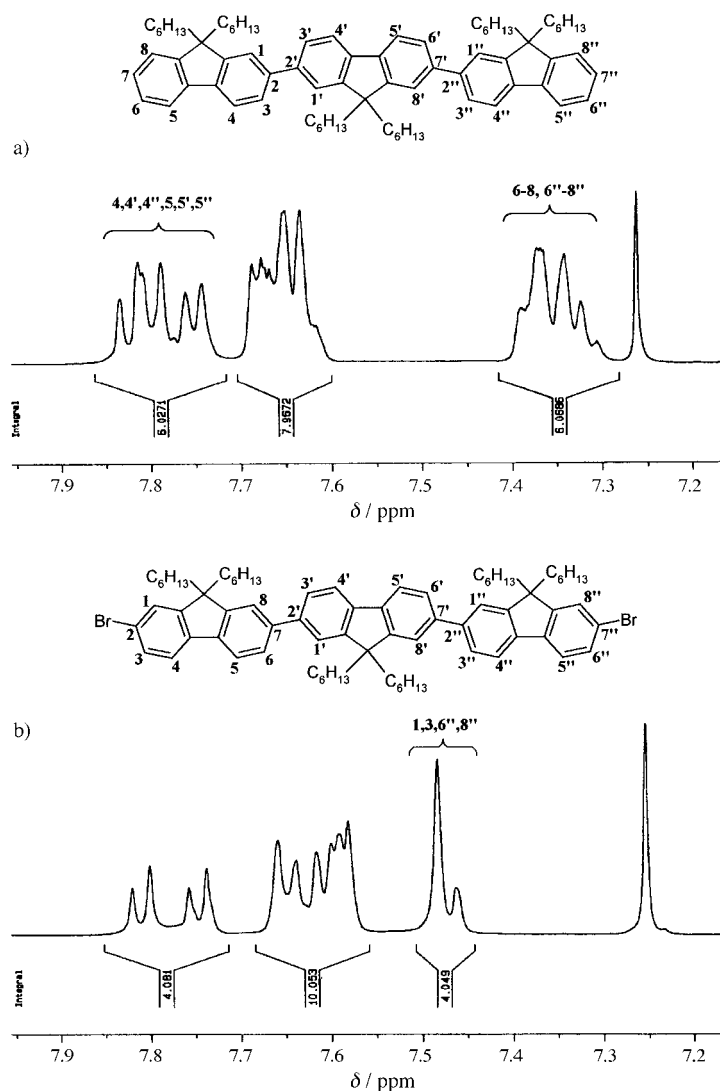 C6H13 C6H13 C6H13 C6H13
3' 4' 5' 6'
8 1 1'' 8''
7 2 2' 7' 2'' 7''
6 5 4 3 1' 8' 3'' 4'' 5'' 6''
C6H13 C6H13
a)
4,4',4'',5,5',5''
6-8, 6''-8''
Integral
6.0271
7.9672
6.0686
7.9 7.8 7.7 7.6 7.5 7.4 7.3 7.2
δ / ppm
C6H13 C6H13 C6H13 C6H13
3' 4' 5' 6'
1 8 1'' 8''
Br 2 7 2' 7' 2'' 7'' Br
3 4 5 6 1' 8' 3'' 4'' 5'' 6''
C6H13 C6H13
b)
1,3,6'',8''
Integral
4.081
10.053
4.049
7.9 7.8 7.7 7.6 7.5 7.4 7.3 7.2
δ / ppm